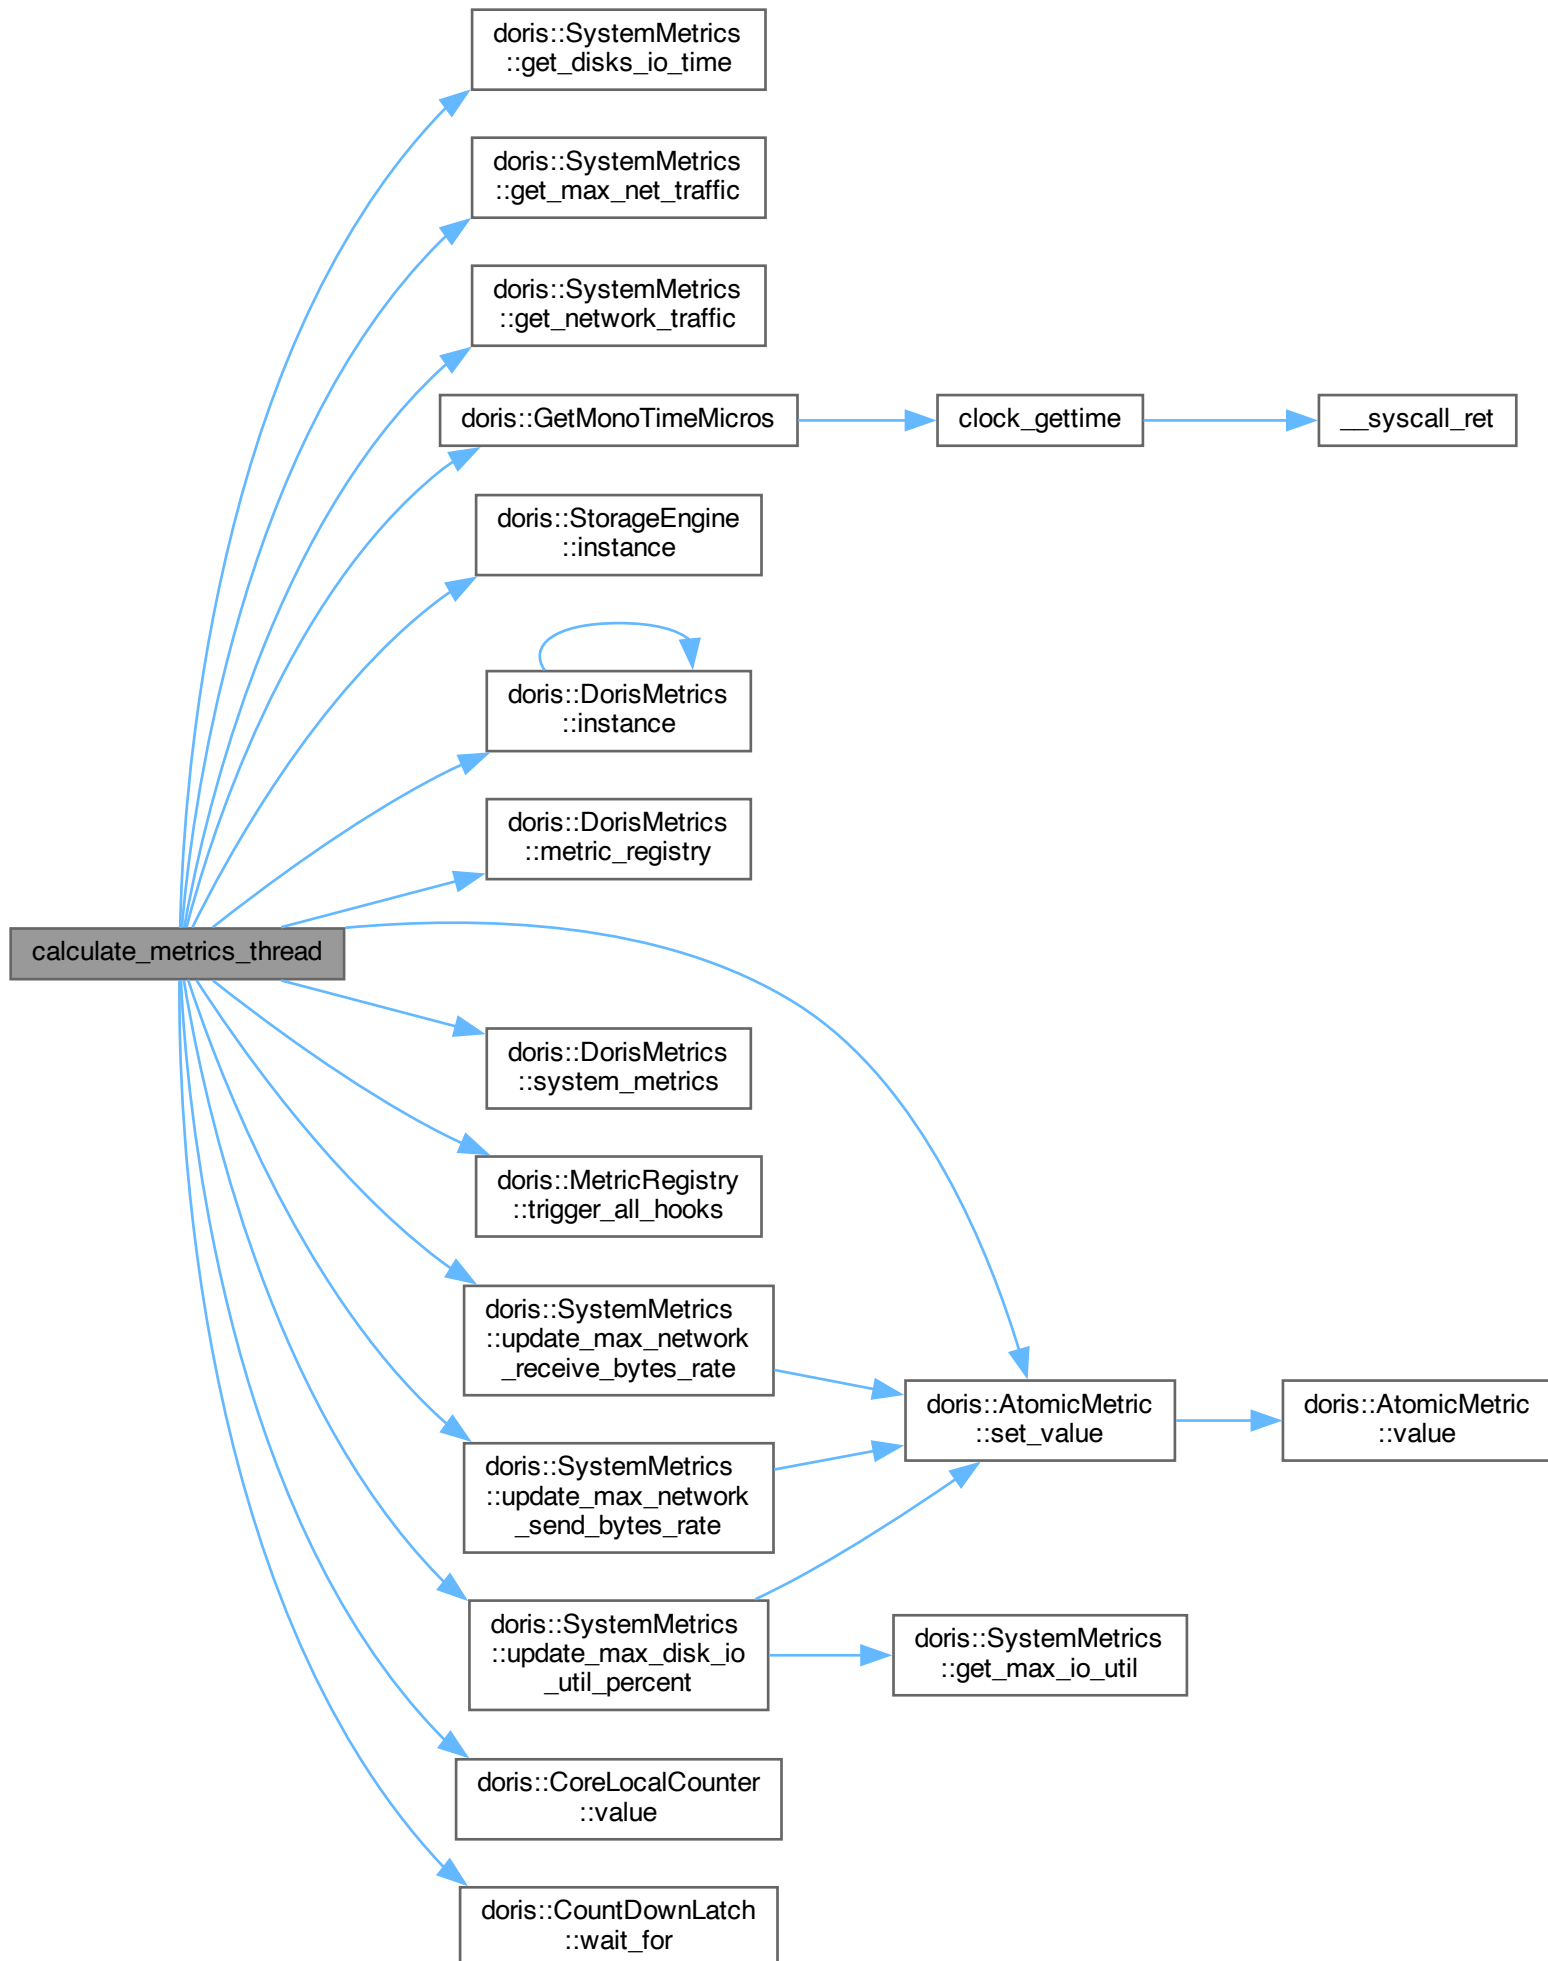 doris::SystemMetrics
::get_disks_io_time
doris::SystemMetrics
::get_max_net_traffic
doris::SystemMetrics
::get_network_traffic
doris::GetMonoTimeMicros
clock_gettime
__syscall_ret
doris::StorageEngine
::instance
doris::DorisMetrics
::instance
doris::DorisMetrics
::metric_registry
calculate_metrics_thread
doris::DorisMetrics
::system_metrics
doris::MetricRegistry
::trigger_all_hooks
doris::SystemMetrics
::update_max_network
_receive_bytes_rate
doris::AtomicMetric
::set_value
doris::AtomicMetric
::value
doris::SystemMetrics
::update_max_network
_send_bytes_rate
doris::SystemMetrics
::update_max_disk_io
_util_percent
doris::SystemMetrics
::get_max_io_util
doris::CoreLocalCounter
::value
doris::CountDownLatch
::wait_for